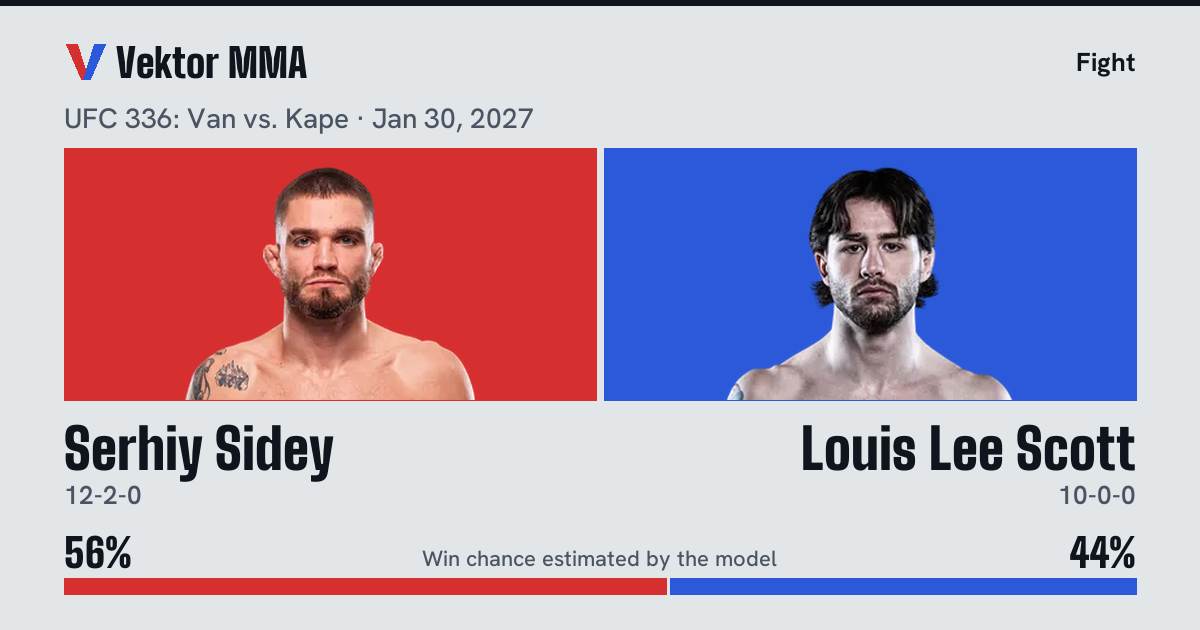 Vektor MMA
Fight
UFC 336: Van vs. Kape · Jan 30, 2027
Serhiy Sidey
Louis Lee Scott
12-2-0
10-0-0
56%
Win chance estimated by the model
44%